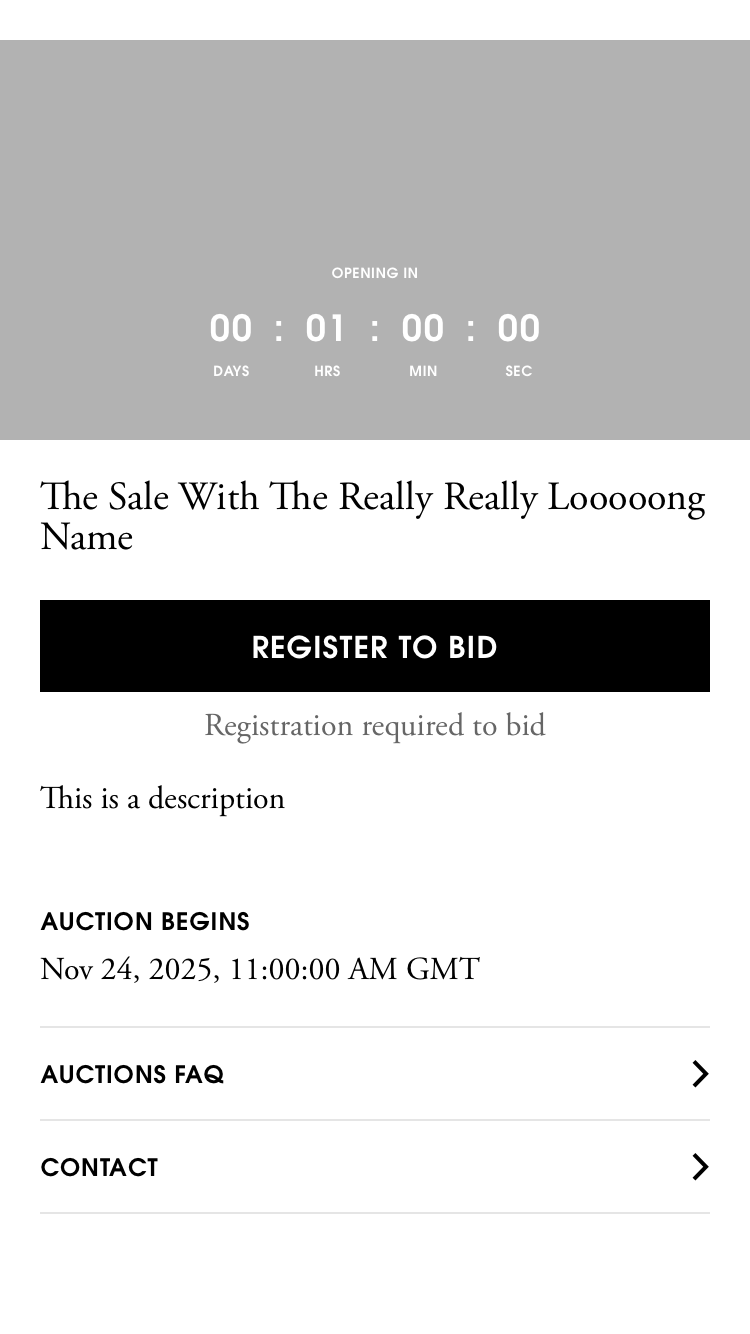 OPENING IN
00 : 01 : 00 : 00
DAYS HRS MIN SEC
The Sale With The Really Really Looooong
Name
REGISTER TO BID
Registration required to bid
This is a description
AUCTION BEGINS
Nov 24, 2025, 11:00:00 AM GMT
AUCTIONS FAQ
CONTACT